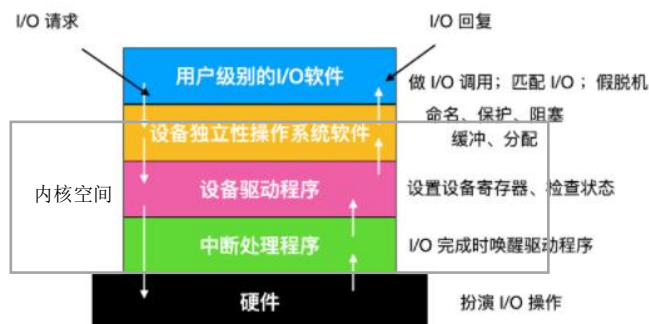 I/O 请求
I/O 回复
用户级别的I/O软件
做 I/O 调用；匹配 I/O ；假脱机
命名、保护、阻塞
设备独立性操作系统软件
缓冲、分配
内核空间
设备驱动程序
设置设备寄存器、检查状态
中断处理程序
I/O 完成时唤醒驱动程序
硬件
扮演 I/O 操作